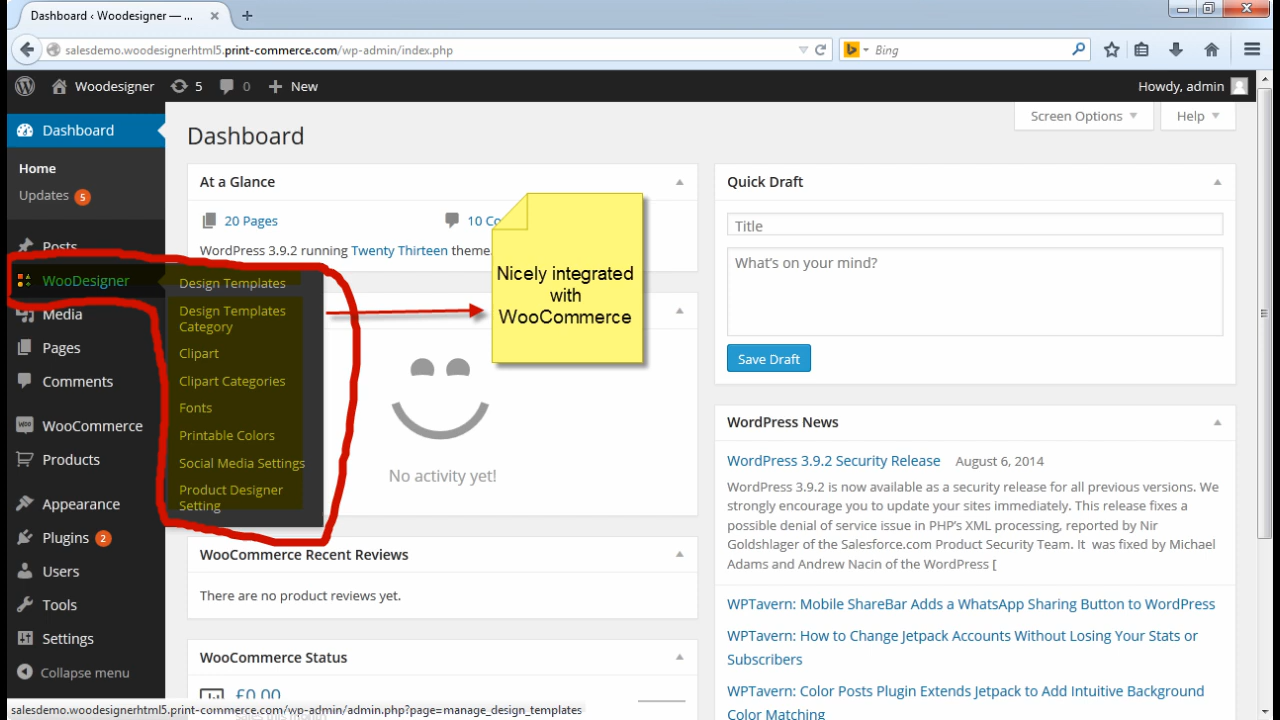 Dashboard ‹ Woodesigner — ...
salesdemo.woodesignerhtml5.print-commerce.com/wp-admin/index.php
Bing
Woodesigner
5
0
New
Howdy, admin
Dashboard
Home
Updates 5
Posts
WooDesigner
Media
Pages
Comments
WooCommerce
Products
Appearance
Plugins 2
Users
Tools
Settings
Collapse menu
Design Templates
Design Templates
Category
Clipart
Clipart Categories
Fonts
Printable Colors
Social Media Settings
Product Designer
Setting
Screen Options
Help
Dashboard
At a Glance
20 Pages
10 Co
WordPress 3.9.2 running Twenty Thirteen theme.
Nicely integrated
with
WooCommerce
No activity yet!
WooCommerce Recent Reviews
There are no product reviews yet.
WooCommerce Status
£0.00
sales this month
Quick Draft
Title
What's on your mind?
Save Draft
WordPress News
WordPress 3.9.2 Security Release August 6, 2014
WordPress 3.9.2 is now available as a security release for all previous versions. We
strongly encourage you to update your sites immediately. This release fixes a
possible denial of service issue in PHP's XML processing, reported by Nir
Goldshlager of the Salesforce.com Product Security Team. It was fixed by Michael
Adams and Andrew Nacin of the WordPress [
WPTavern: Mobile ShareBar Adds a WhatsApp Sharing Button to WordPress
WPTavern: How to Change Jetpack Accounts Without Losing Your Stats or
Subscribers
WPTavern: Color Posts Plugin Extends Jetpack to Add Intuitive Background
Color Matching
salesdemo.woodesignerhtml5.print-commerce.com/wp-admin/admin.php?page=manage_design_templates